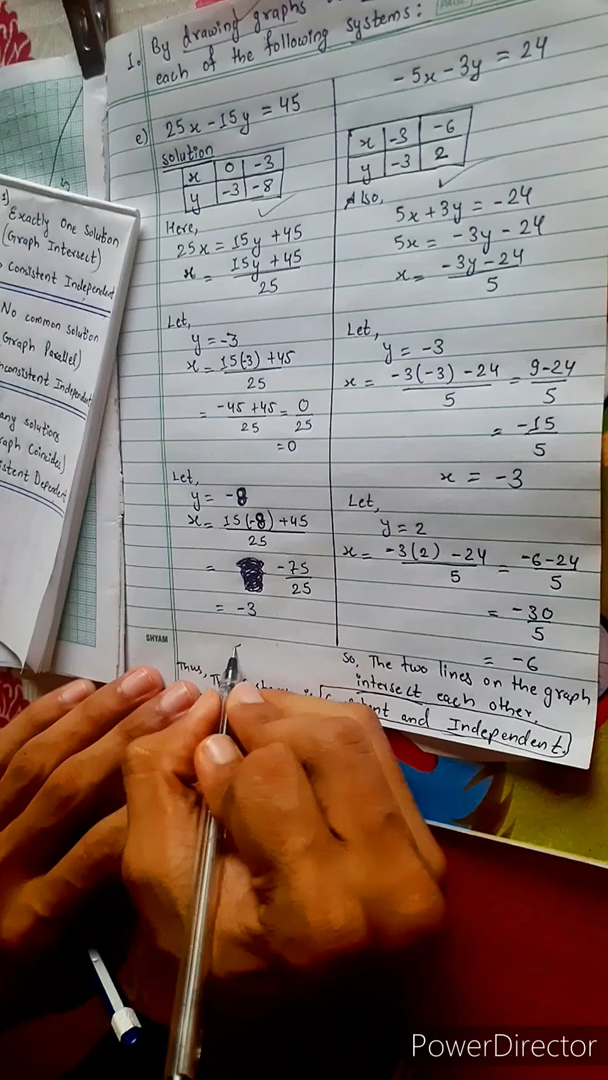 1. By drawing graphs
each of the following systems:
e) 25x - 15y = 45
solution
x 0 -3
y -3 -8
Here,
25x = 15y + 45
x = 15y + 45
25
Let,
y = -3
x = 15(-3) + 45
25
= -45 + 45 = 0
25 25
= 0
Let,
y = -8
x = 15(-8) + 45
25
= -75
25
= -3
SHYAM
Thus,
-5x - 3y = 24
x -3 -6
y -3 2
Also,
5x + 3y = -24
5x = -3y - 24
x = -3y - 24
5
Let,
y = -3
x = -3(-3) - 24 = 9 - 24
5 5
= -15
5
x = -3
Let,
y = 2
x = -3(2) - 24 = -6 - 24
5 5
= -30
5
= -6
So, The two lines on the graph
intersect each other.
and Independent.
Exactly One Solution
(Graph Intersect)
Consistent Independent
No common solution
Graph Parallel)
nconsistent Independent
any solutions
raph Coincides)
istent Dependent
PowerDirector